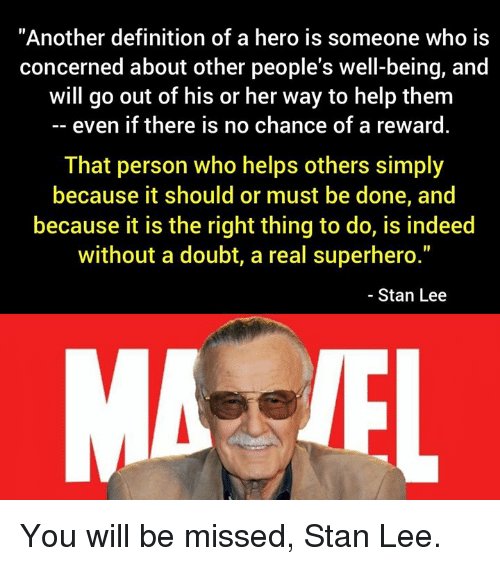 "Another definition of a hero is someone who is
concerned about other people's well-being, and
will go out of his or her way to help them
-- even if there is no chance of a reward.
That person who helps others simply
because it should or must be done, and
because it is the right thing to do, is indeed
without a doubt, a real superhero."
- Stan Lee
MA VEL
You will be missed, Stan Lee.